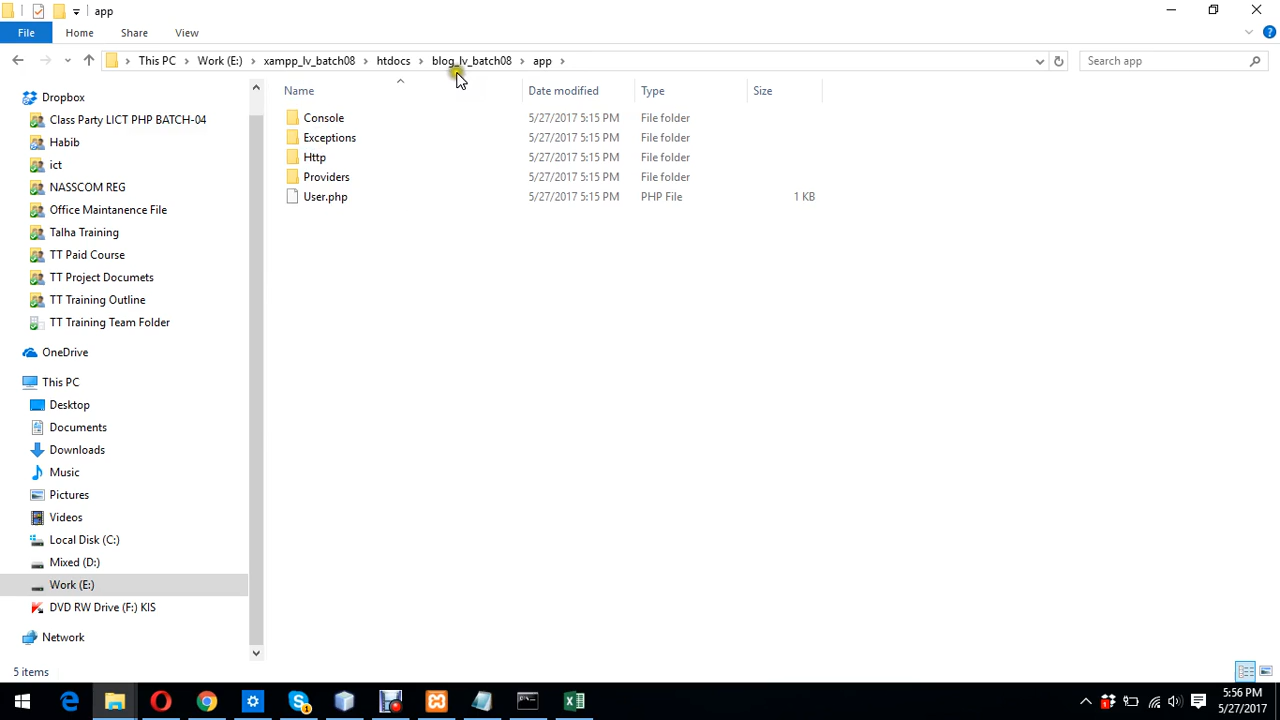 app
File Home Share View
This PC Work (E:) xampp_lv_batch08 htdocs blog_lv_batch08 app Search app
Name Date modified Type Size
Console 5/27/2017 5:15 PM File folder
Exceptions 5/27/2017 5:15 PM File folder
Http 5/27/2017 5:15 PM File folder
Providers 5/27/2017 5:15 PM File folder
User.php 5/27/2017 5:15 PM PHP File 1 KB
Dropbox
Class Party LICT PHP BATCH-04
Habib
ict
NASSCOM REG
Office Maintanence File
Talha Training
TT Paid Course
TT Project Documets
TT Training Outline
TT Training Team Folder
OneDrive
This PC
Desktop
Documents
Downloads
Music
Pictures
Videos
Local Disk (C:)
Mixed (D:)
Work (E:)
DVD RW Drive (F:) KIS
Network
5 items
5:56 PM
5/27/2017